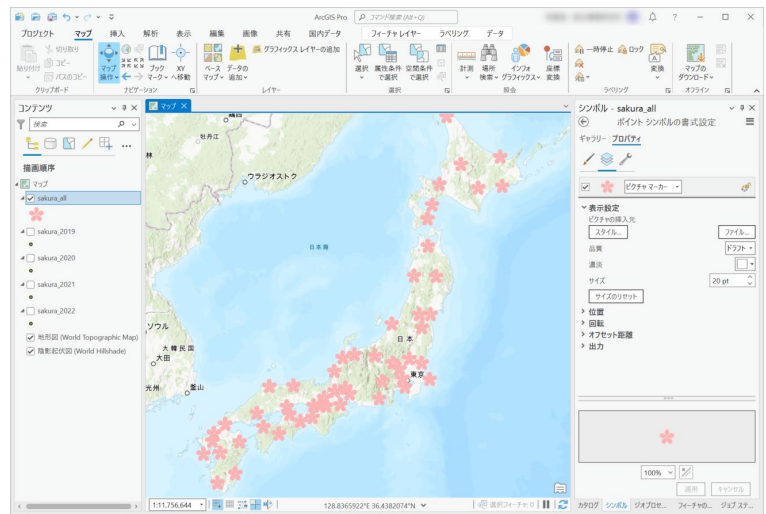 ArcGIS Pro
コマンド検索 (Alt+Q)
プロジェクト マップ 挿入 解析 表示 編集 画像 共有 国内データ フィーチャ レイヤー ラベリング データ
貼り付け
切り取り
コピー
パスのコピー
クリップボード
マップ操作
ブックマーク
XY へ移動
ナビゲーション
ベースマップ
データの追加
グラフィックス レイヤーの追加
レイヤー
選択
属性条件で選択
空間条件で選択
選択
計測
場所検索
インフォグラフィックス
座標変換
照会
一時停止 ロック
変換
ラベリング
マップのダウンロード
オフライン
コンテンツ
検索
描画順序
マップ
sakura_all
sakura_2019
sakura_2020
sakura_2021
sakura_2022
地形図 (World Topographic Map)
陰影起伏図 (World Hillshade)
マップ
牡丹江
林
ウラジオストク
日本海
ソウル
大韓民国
大田
光州
釜山
日本
東京
1:11,756,644
128.8365922°E 36.4382074°N
選択フィーチャ: 0
シンボル - sakura_all
ポイント シンボルの書式設定
ギャラリー プロパティ
ピクチャ マーカー
表示設定
ピクチャの挿入元
スタイル...
ファイル...
品質
ドラフト
濃淡
サイズ
20 pt
サイズのリセット
位置
回転
オフセット距離
出力
100%
適用 キャンセル
カタログ シンボル ジオプロセ... フィーチャの... ジョブ ステ...